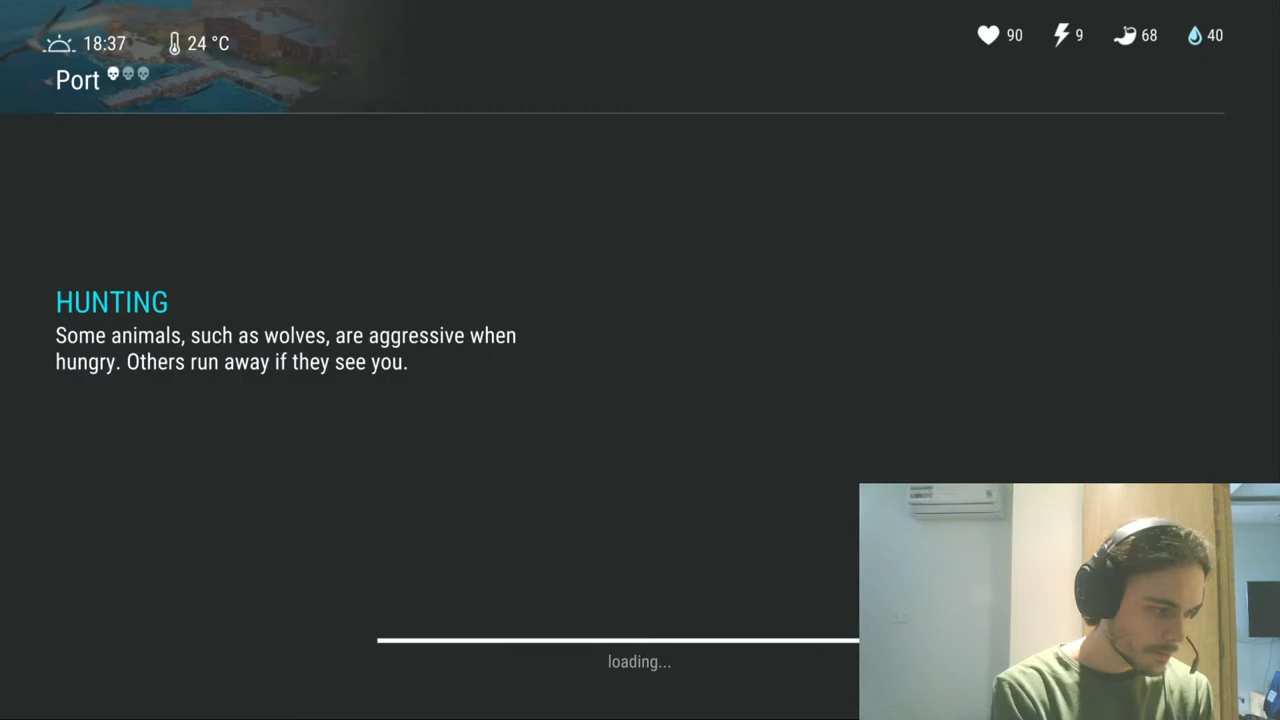 18:37 24 °C 90 9 68 40
Port
HUNTING
Some animals, such as wolves, are aggressive when
hungry. Others run away if they see you.
loading...